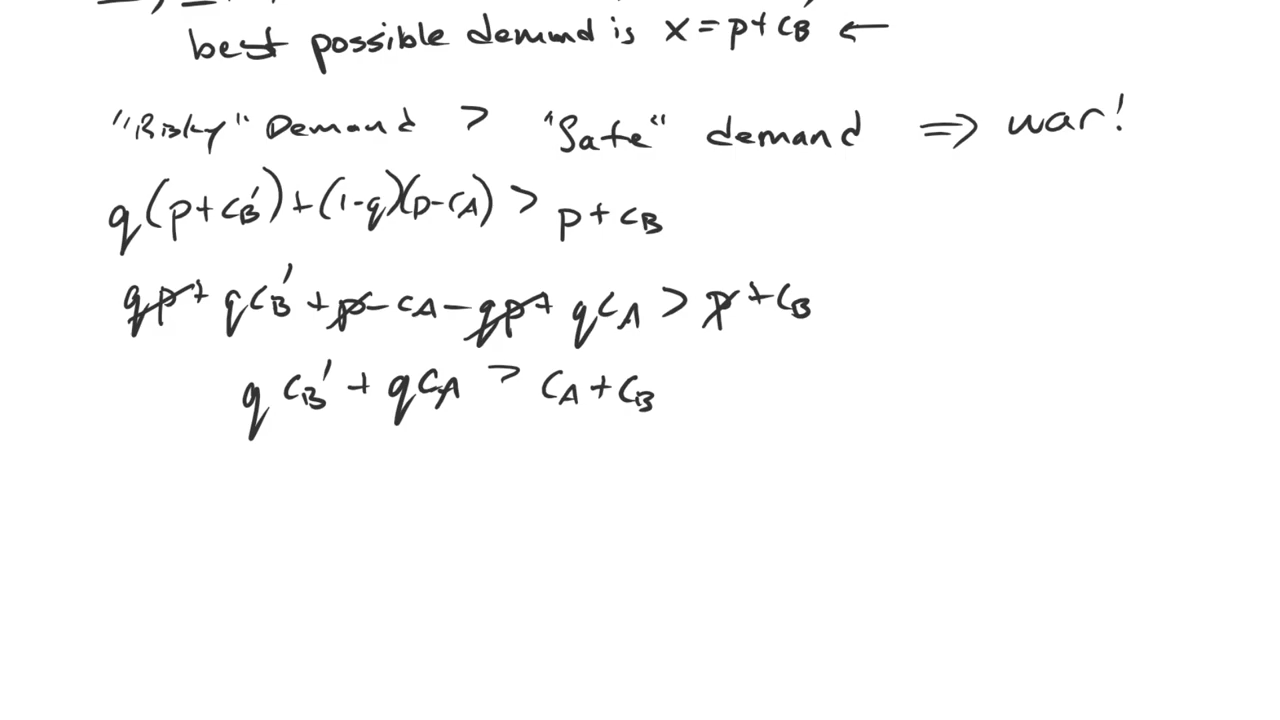 best possible demand is x = p + CB' ←
"Risky" Demand > "Safe" demand ⇒ war!
q(p + CB') + (1-q)(p - CA) > p + CB
qp + qCB' + p - CA - qp + qCA > p + CB
q CB' + qCA > CA + CB